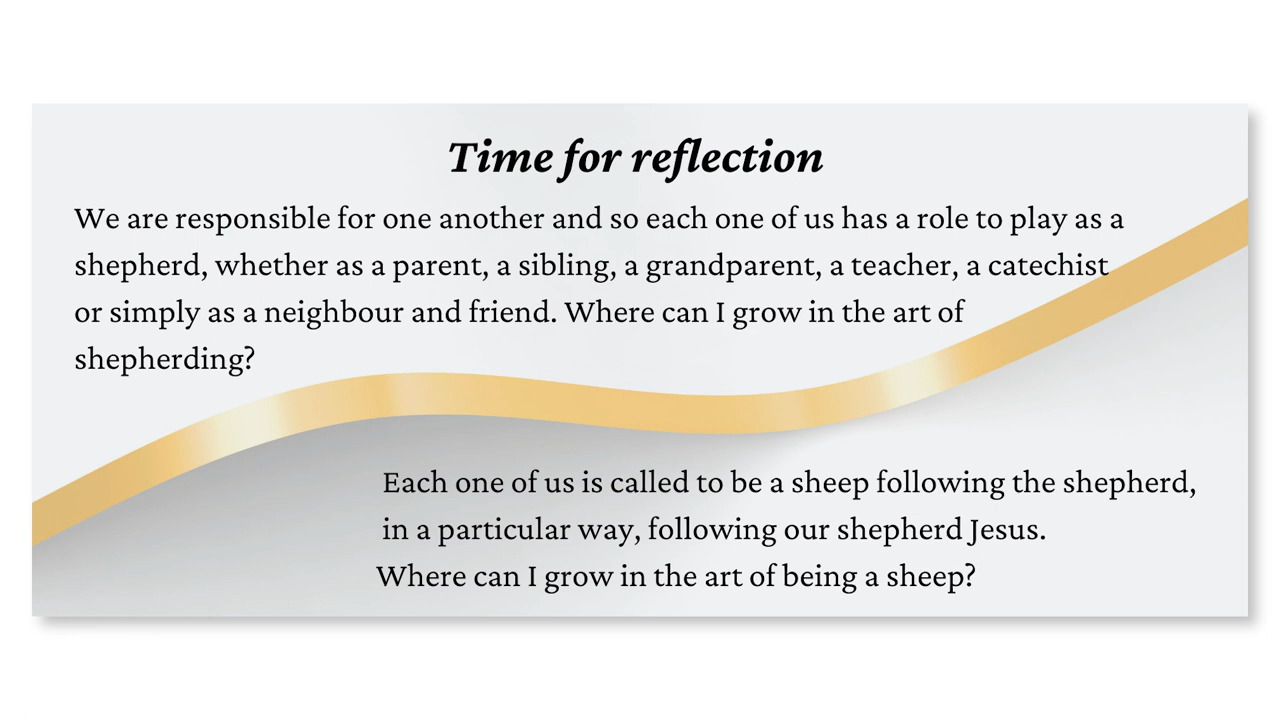 Time for reflection
We are responsible for one another and so each one of us has a role to play as a
shepherd, whether as a parent, a sibling, a grandparent, a teacher, a catechist
or simply as a neighbour and friend. Where can I grow in the art of
shepherding?
Each one of us is called to be a sheep following the shepherd,
in a particular way, following our shepherd Jesus.
Where can I grow in the art of being a sheep?